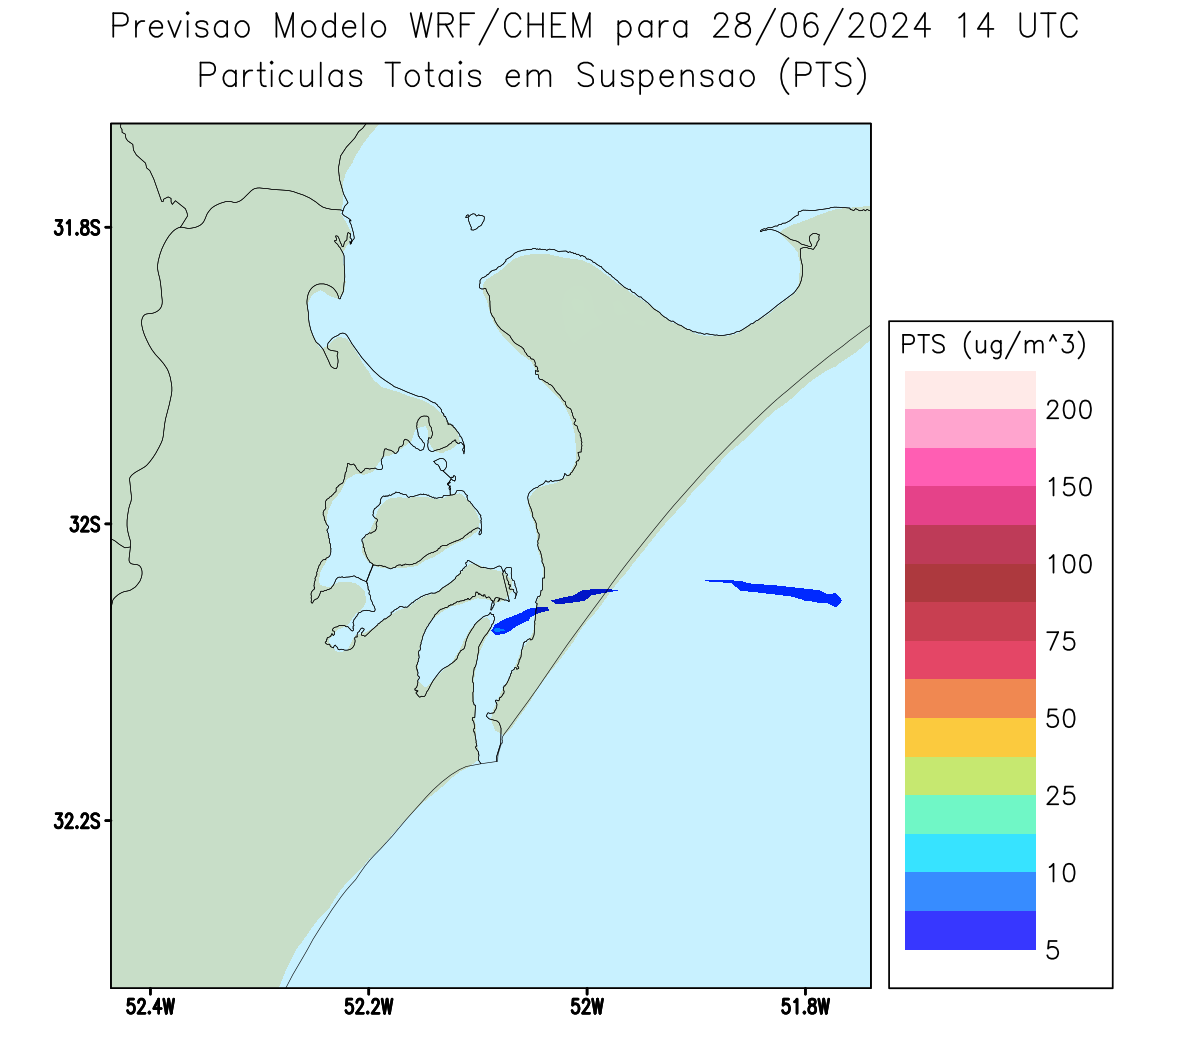 Previsao Modelo WRF/CHEM para 28/06/2024 14 UTC
Particulas Totais em Suspensao (PTS)
31.8S
32S
32.2S
52.4W
52.2W
52W
51.8W
PTS (ug/m^3)
200
150
100
75
50
25
10
5